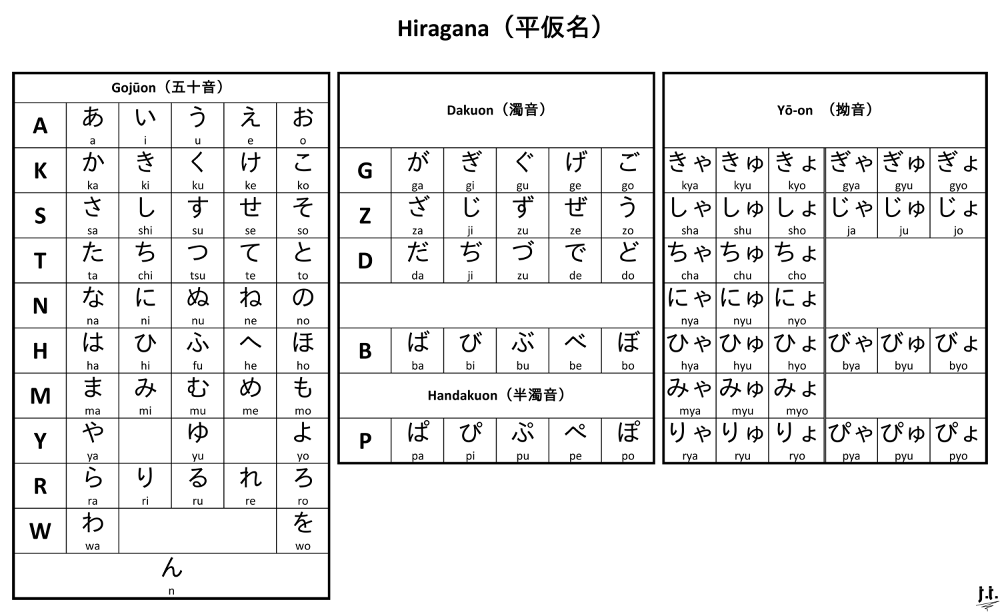 Hiragana（平仮名）
Gojūon（五十音）
A あ い う え お
a i u e o
K か き く け こ
ka ki ku ke ko
S さ し す せ そ
sa shi su se so
T た ち つ て と
ta chi tsu te to
N な に ぬ ね の
na ni nu ne no
H は ひ ふ へ ほ
ha hi fu he ho
M ま み む め も
ma mi mu me mo
Y や ゆ よ
ya yu yo
R ら り る れ ろ
ra ri ru re ro
W わ を
wa wo
ん
n
Dakuon（濁音）
G が ぎ ぐ げ ご
ga gi gu ge go
Z ざ じ ず ぜ う
za ji zu ze zo
D だ ぢ づ で ど
da ji zu de do
B ば び ぶ べ ぼ
ba bi bu be bo
Handakuon（半濁音）
P ぱ ぴ ぷ ぺ ぽ
pa pi pu pe po
Yō-on （拗音）
きゃ きゅ きょ ぎゃ ぎゅ ぎょ
kya kyu kyo gya gyu gyo
しゃ しゅ しょ じゃ じゅ じょ
sha shu sho ja ju jo
ちゃ ちゅ ちょ
cha chu cho
にゃ にゅ にょ
nya nyu nyo
ひゃ ひゅ ひょ びゃ びゅ びょ
hya hyu hyo bya byu byo
みゃ みゅ みょ
mya myu myo
りゃ りゅ りょ ぴゃ ぴゅ ぴょ
rya ryu ryo pya pyu pyo